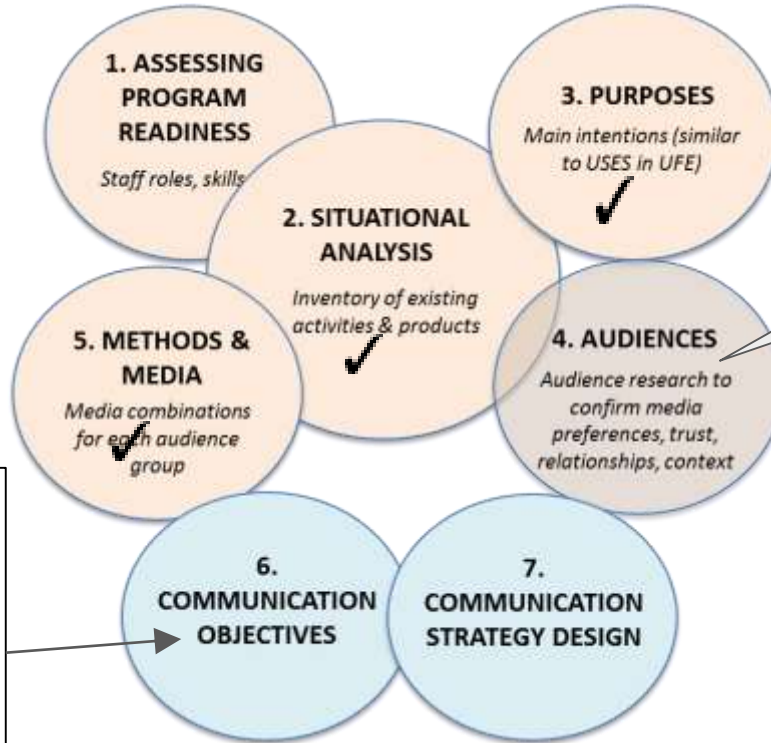 1. ASSESSING
PROGRAM
READINESS
Staff roles, skills
2. SITUATIONAL
ANALYSIS
Inventory of existing
activities & products
3. PURPOSES
Main intentions (similar
to USES in UFE)
4. AUDIENCES
Audience research to
confirm media
preferences, trust,
relationships, context
5. METHODS &
MEDIA
Media combinations
for each audience
group
6.
COMMUNICATION
OBJECTIVES
7.
COMMUNICATION
STRATEGY DESIGN